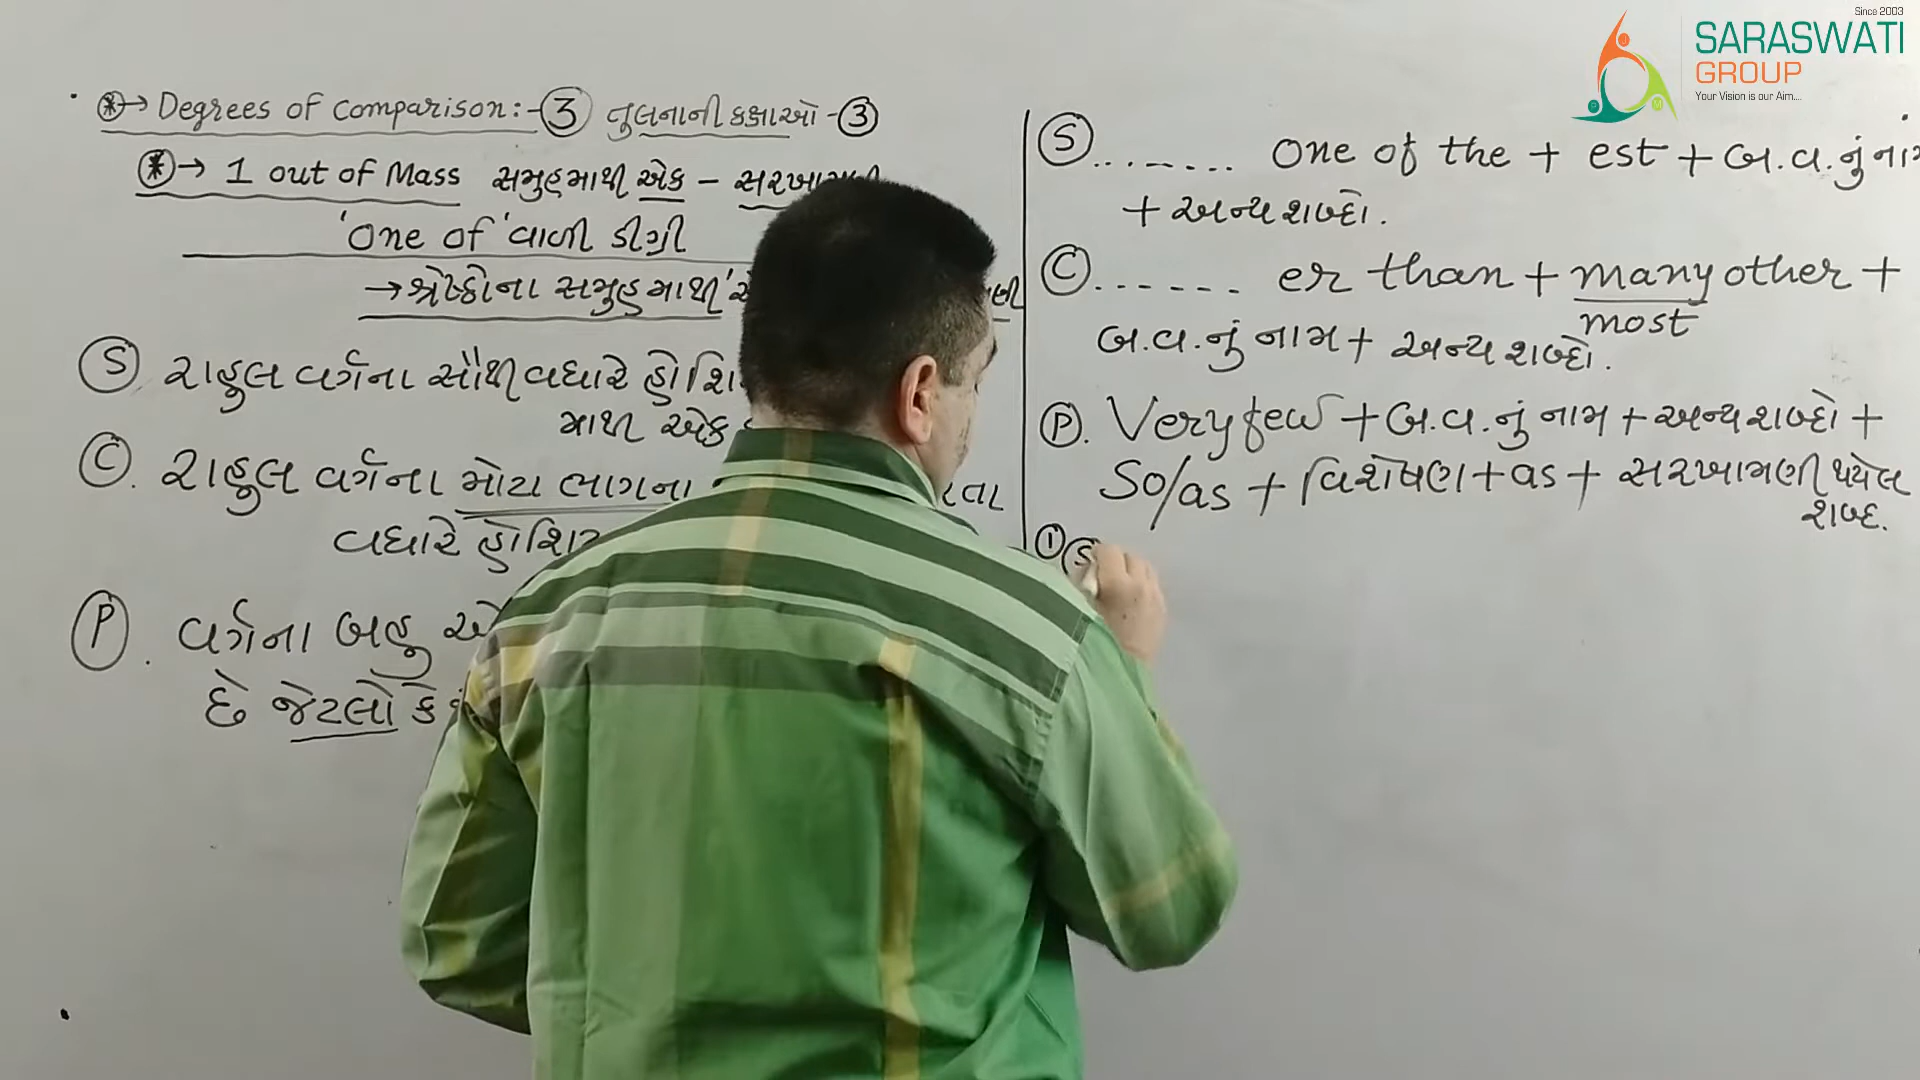 Since 2003
SARASWATI
GROUP
Your Vision is our Aim....
P J M
*→ Degrees of Comparison:- 3 તુલનાની કક્ષાઓ - 3
*→ 1 out of Mass સમુહમાથી એક -
'One of' વાળી ડીગ્રી
→ શ્રેષ્ઠોના સમુહમાથી
S. રાહુલ વર્ગના સૌથી વધારે
માથી એક
C. રાહુલ વર્ગના મોટા ભાગના
વધારે
P. વર્ગના બહુ
છે જેટલો કે
S ........ One of the + est + બ.વ.નું
+ અન્ય શબ્દો.
C ...... er than + many other +
most
બ.વ.નું નામ + અન્ય શબ્દો.
P. Very few + બ.વ.નું નામ + અન્ય શબ્દો +
So/as + વિશેષણ + as + સરખામણી થયેલ
શબ્દ.
1 S